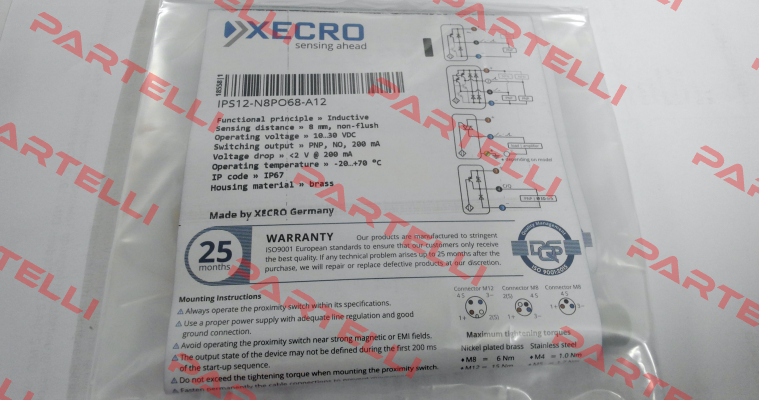 XECRO
sensing ahead
18558|1
IPS12-N8PO68-A12
Functional principle » Inductive
Sensing distance » 8 mm, non-flush
Operating voltage » 10..30 VDC
Switching output » PNP, NO, 200 mA
Voltage drop » <2 V @ 200 mA
Operating temperature » -20..+70 °C
IP code » IP67
Housing material » brass
Made by XECRO Germany
25
months
WARRANTY Our products are manufactured to stringent
ISO9001 European standards to ensure that our customers only receive
the best quality. If any technical problem arises up to 25 months after the
purchase, we will repair or replace defective products at our discretion.
Quality Management
DQS
ISO 9001:2008
Mounting Instructions
Always operate the proximity switch within its specifications.
Use a proper power supply with adequate line regulation and good
ground connection.
Avoid operating the proximity switch near strong magnetic or EMI fields.
The output state of the device may not be defined during the first 200 ms
of the start-up sequence.
Do not exceed the tightening torque when mounting the proximity switch.
Connector M12
Connector M8
Connector M8
Maximum tightening torques
Nickel plated brass Stainless steel
M8 = 6 Nm M4 = 1.0 Nm
PARTELLI